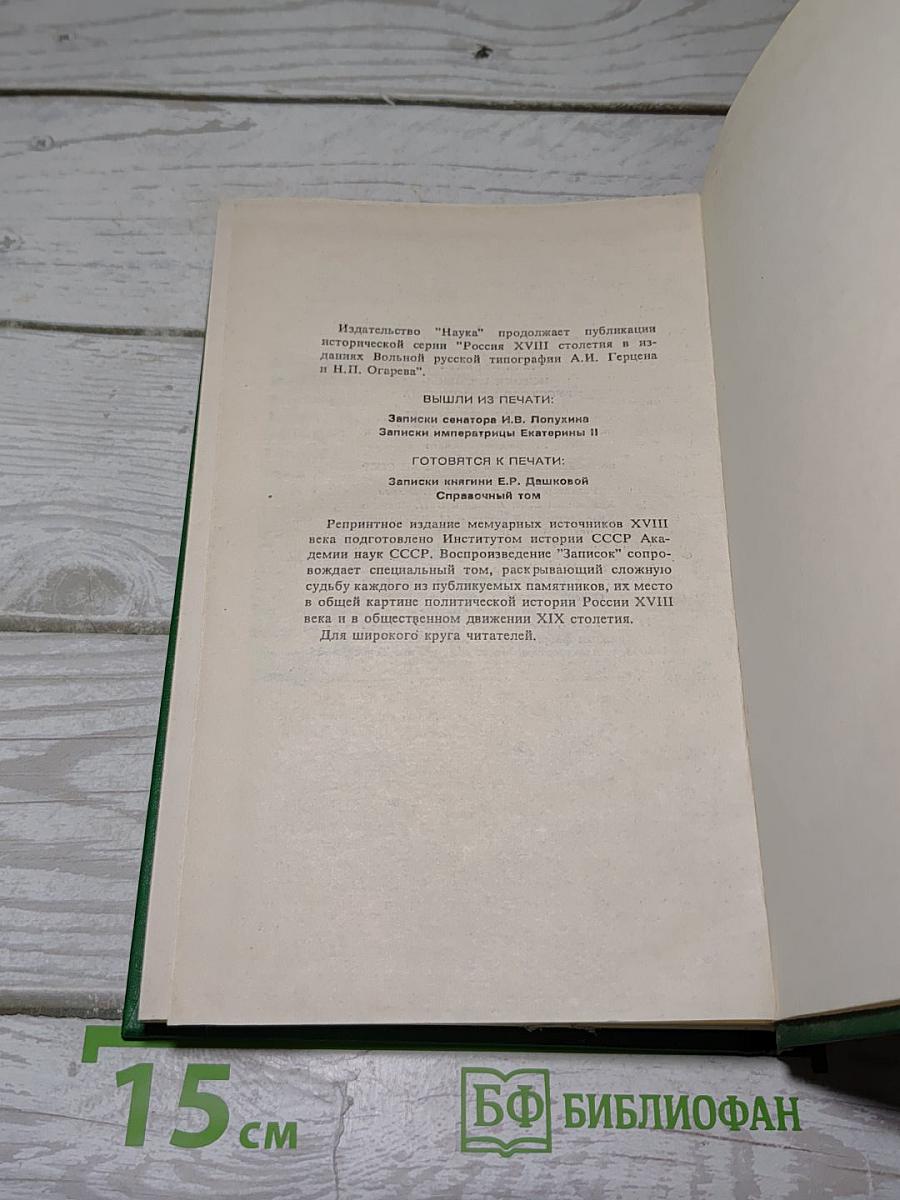 Издательство "Наука" продолжает публикации
исторической серии "Россия XVIII столетия в из-
даниях Вольной русской типографии А.И. Герцена
и Н.П. Огарева".
ВЫШЛИ ИЗ ПЕЧАТИ:
Записки сенатора И.В. Лопухина
Записки императрицы Екатерины II
ГОТОВЯТСЯ К ПЕЧАТИ:
Записки княгини Е.Р. Дашковой
Справочный том
Репринтное издание мемуарных источников XVIII
века подготовлено Институтом истории СССР Ака-
демии наук СССР. Воспроизведение "Записок" сопро-
вождает специальный том, раскрывающий сложную
судьбу каждого из публикуемых памятников, их место
в общей картине политической истории России XVIII
века и в общественном движении XIX столетия.
Для широкого круга читателей.
15 см
БФ БИБЛИОФАН